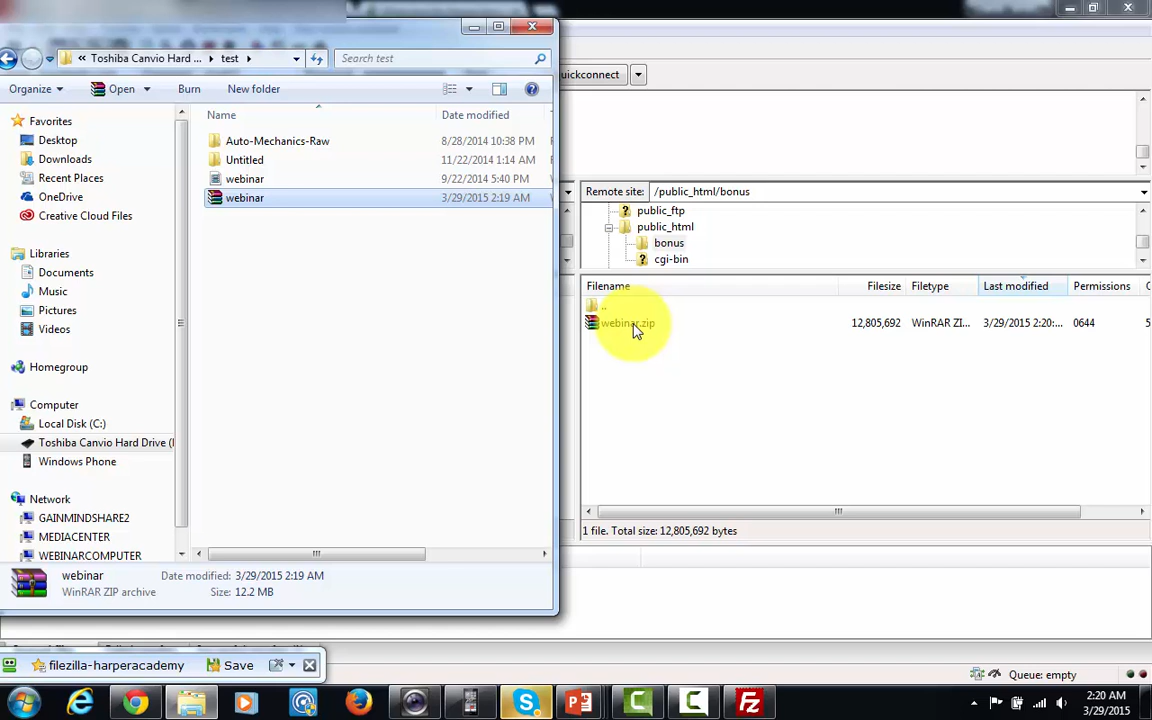 « Toshiba Canvio Hard ... ▸ test ▸
Search test
Organize
Open
Burn
New folder
Favorites
Desktop
Downloads
Recent Places
OneDrive
Creative Cloud Files
Libraries
Documents
Music
Pictures
Videos
Homegroup
Computer
Local Disk (C:)
Toshiba Canvio Hard Drive (
Windows Phone
Network
GAINMINDSHARE2
MEDIACENTER
WEBINARCOMPUTER
Name Date modified
Auto-Mechanics-Raw 8/28/2014 10:38 PM
Untitled 11/22/2014 1:14 AM
webinar 9/22/2014 5:40 PM
webinar 3/29/2015 2:19 AM
webinar Date modified: 3/29/2015 2:19 AM
WinRAR ZIP archive Size: 12.2 MB
uickconnect
Remote site: /public_html/bonus
public_ftp
public_html
bonus
cgi-bin
Filename Filesize Filetype Last modified Permissions
..
webinar.zip 12,805,692 WinRAR ZI... 3/29/2015 2:20:... 0644
1 file. Total size: 12,805,692 bytes
filezilla-harperacademy Save
Queue: empty
2:20 AM
3/29/2015